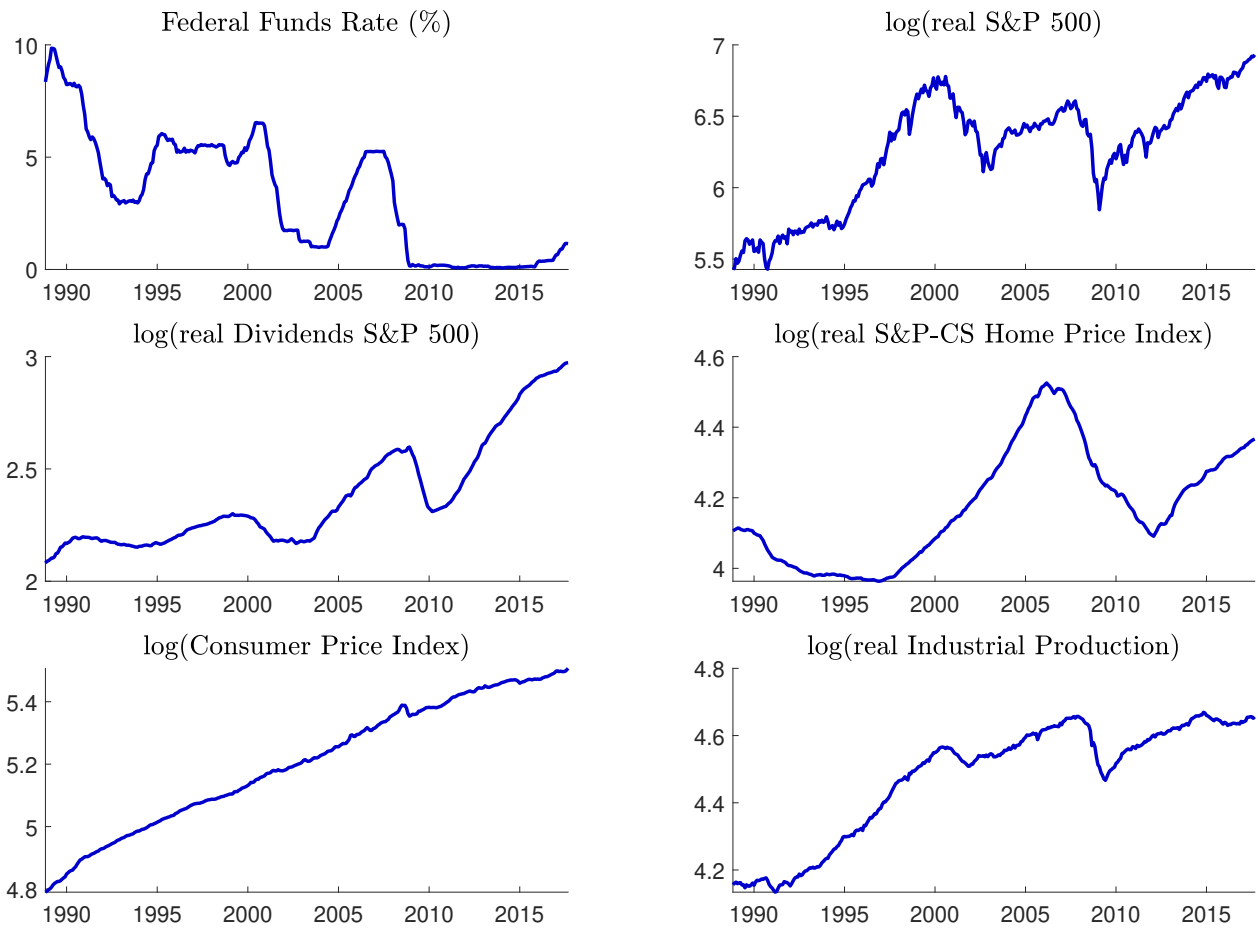 Federal Funds Rate (%)
10
5
0
1990 1995 2000 2005 2010 2015
log(real S&P 500)
7
6.5
6
5.5
1990 1995 2000 2005 2010 2015
log(real Dividends S&P 500)
3
2.5
2
1990 1995 2000 2005 2010 2015
log(real S&P-CS Home Price Index)
4.6
4.4
4.2
4
1990 1995 2000 2005 2010 2015
log(Consumer Price Index)
5.4
5.2
5
4.8
1990 1995 2000 2005 2010 2015
log(real Industrial Production)
4.8
4.6
4.4
4.2
1990 1995 2000 2005 2010 2015